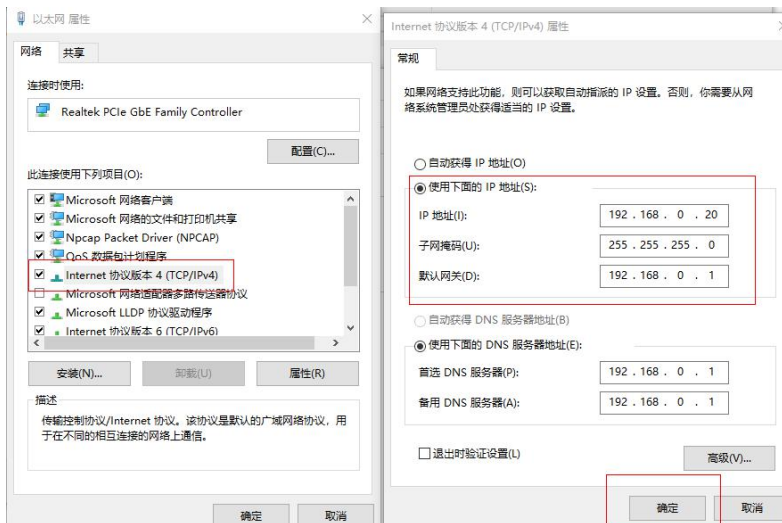 以太网 属性
网络
共享
连接时使用:
Realtek PCIe GbE Family Controller
配置(C)...
此连接使用下列项目(O):
Microsoft 网络客户端
Microsoft 网络的文件和打印机共享
Npcap Packet Driver (NPCAP)
QoS 数据包计划程序
Internet 协议版本 4 (TCP/IPv4)
Microsoft 网络适配器多路传送器协议
Microsoft LLDP 协议驱动程序
Internet 协议版本 6 (TCP/IPv6)
安装(N)...
卸载(U)
属性(R)
描述
传输控制协议/Internet 协议。该协议是默认的广域网络协议，用
于在不同的相互连接的网络上通信。
确定
取消
Internet 协议版本 4 (TCP/IPv4) 属性
常规
如果网络支持此功能，则可以获取自动指派的 IP 设置。否则，你需要从网
络系统管理员处获得适当的 IP 设置。
自动获得 IP 地址(O)
使用下面的 IP 地址(S):
IP 地址(I): 192 . 168 . 0 . 20
子网掩码(U): 255 . 255 . 255 . 0
默认网关(D): 192 . 168 . 0 . 1
自动获得 DNS 服务器地址(B)
使用下面的 DNS 服务器地址(E):
首选 DNS 服务器(P): 192 . 168 . 0 . 1
备用 DNS 服务器(A): 192 . 168 . 0 . 1
退出时验证设置(L)
高级(V)...
确定
取消